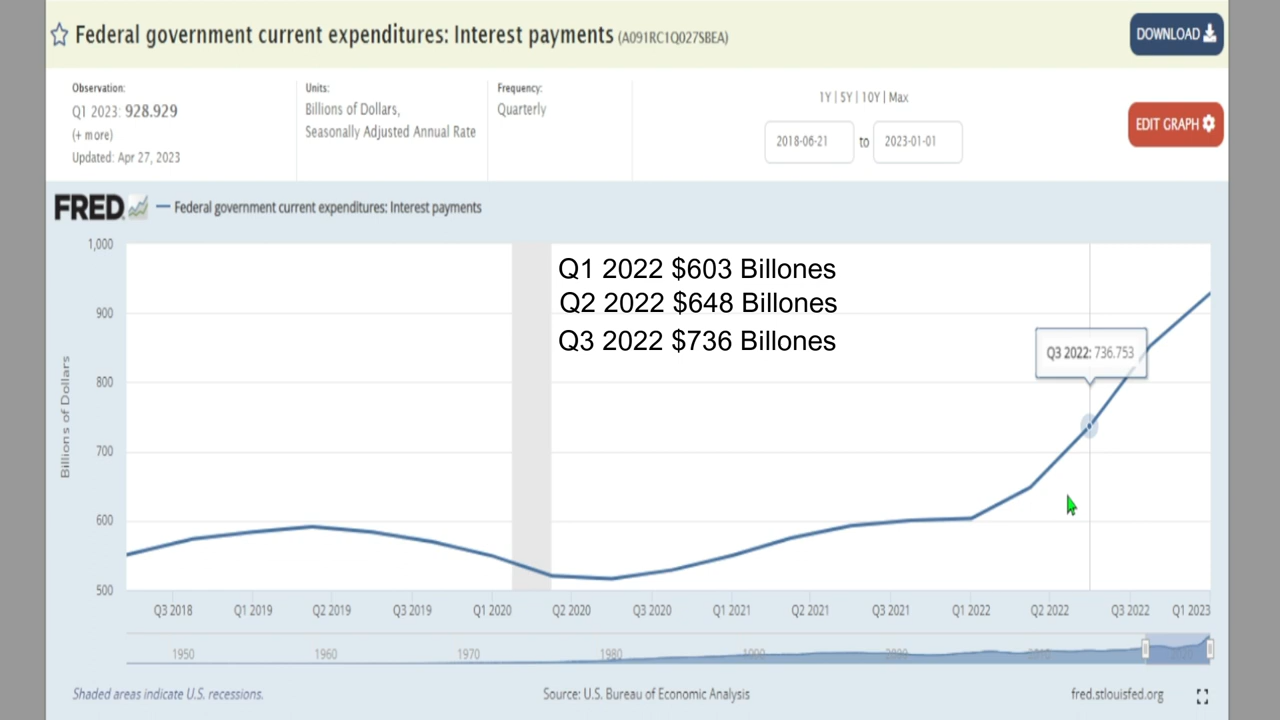 Federal government current expenditures: Interest payments (A091RC1Q027SBEA)
DOWNLOAD
Observation:
Q1 2023: 928.929
(+ more)
Updated: Apr 27, 2023
Units:
Billions of Dollars,
Seasonally Adjusted Annual Rate
Frequency:
Quarterly
1Y | 5Y | 10Y | Max
2018-06-21 to 2023-01-01
EDIT GRAPH
FRED
Federal government current expenditures: Interest payments
Billions of Dollars
1,000
900
800
700
600
500
Q1 2022 $603 Billones
Q2 2022 $648 Billones
Q3 2022 $736 Billones
Q3 2022: 736.753
Q3 2018 Q1 2019 Q2 2019 Q3 2019 Q1 2020 Q2 2020 Q3 2020 Q1 2021 Q2 2021 Q3 2021 Q1 2022 Q2 2022 Q3 2022 Q1 2023
1950 1960 1970 1980
Shaded areas indicate U.S. recessions.
Source: U.S. Bureau of Economic Analysis
fred.stlouisfed.org